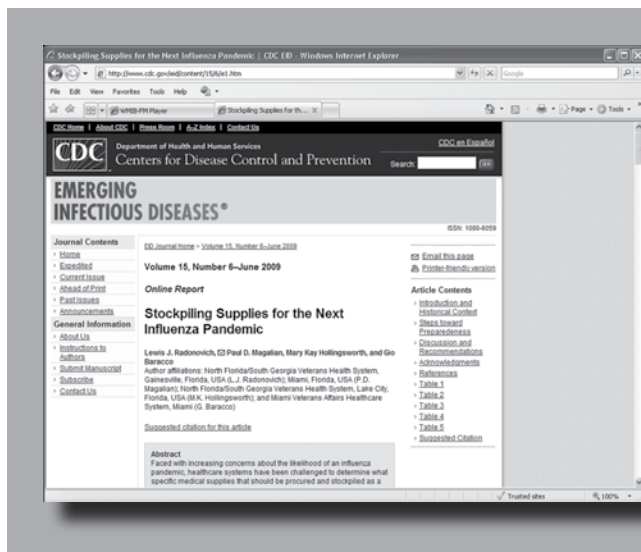 Stockpiling Supplies for the Next Influenza Pandemic | CDC EID - Windows Internet Explorer
http://www.cdc.gov/eid/content/15/6/e1.htm
Google
File Edit View Favorites Tools Help
WMSB-FM Player
Stockpiling Supplies for th... X
Page Tools
CDC Home | About CDC | Press Room | A-Z Index | Contact Us
CDC
Department of Health and Human Services
Centers for Disease Control and Prevention
CDC en Español
Search:
EMERGING
INFECTIOUS DISEASES®
ISSN: 1080-6059
Journal Contents
Home
Expedited
Current Issue
Ahead of Print
Past Issues
Announcements
General Information
About Us
Instructions to
Authors
Submit Manuscript
Subscribe
Contact Us
EID Journal Home > Volume 15, Number 6–June 2009
Volume 15, Number 6–June 2009
Online Report
Stockpiling Supplies for the Next
Influenza Pandemic
Lewis J. Radonovich, Paul D. Magalian, Mary Kay Hollingsworth, and Gio
Baracco
Author affiliations: North Florida/South Georgia Veterans Health System,
Gainesville, Florida, USA (L.J. Radonovich); Miami, Florida, USA (P.D.
Magalian); North Florida/South Georgia Veterans Health System, Lake City,
Florida, USA (M.K. Hollingsworth); and Miami Veterans Affairs Healthcare
System, Miami (G. Baracco)
Suggested citation for this article
Abstract
Faced with increasing concerns about the likelihood of an influenza
pandemic, healthcare systems have been challenged to determine what
specific medical supplies that should be procured and stockpiled as a
Email this page
Printer-friendly version
Article Contents
Introduction and
Historical Context
Steps toward
Preparedness
Discussion and
Recommendations
Acknowledgments
References
Table 1
Table 2
Table 3
Table 4
Table 5
Suggested Citation
Trusted sites
100%